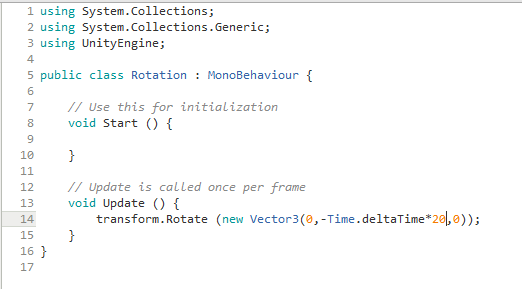 1 using System.Collections;
2 using System.Collections.Generic;
3 using UnityEngine;
4
5 public class Rotation : MonoBehaviour {
6
7     // Use this for initialization
8     void Start () {
9
10     }
11
12     // Update is called once per frame
13     void Update () {
14         transform.Rotate (new Vector3(0,-Time.deltaTime*20,0));
15     }
16 }
17